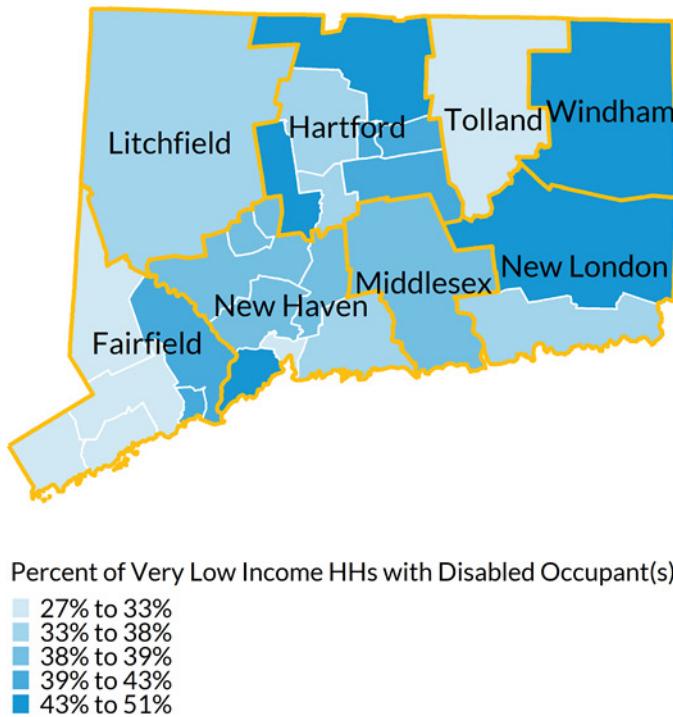 Litchfield
Hartford
Tolland
Windham
New Haven
Middlesex
New London
Fairfield
Percent of Very Low Income HHs with Disabled Occupant(s)
27% to 33%
33% to 38%
38% to 39%
39% to 43%
43% to 51%